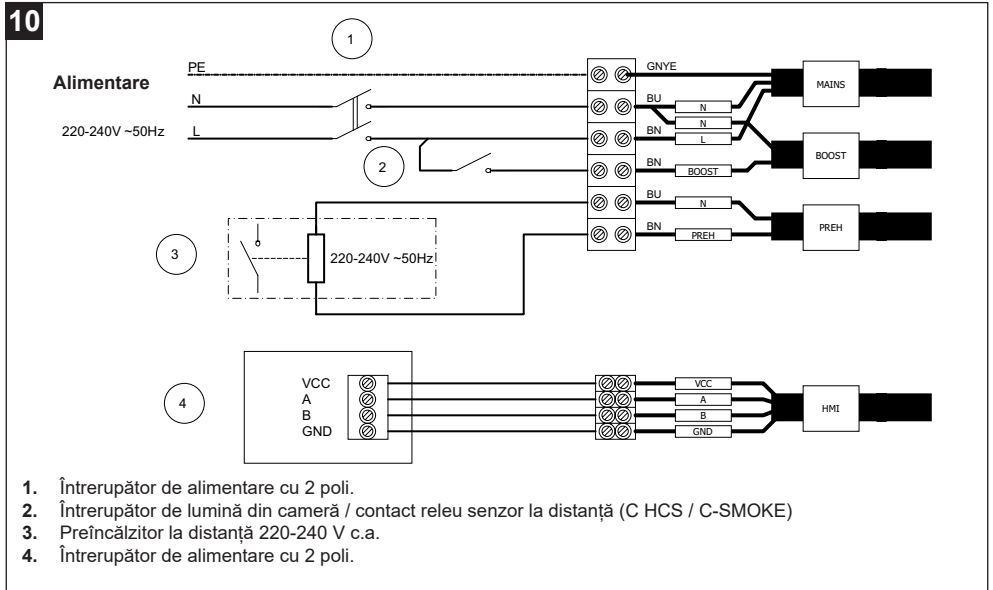 10
1
Alimentare
220-240V ~50Hz
PE
N
L
2
GNYE
BU
N
N
BN
L
BN
BOOST
BU
N
BN
PREH
MAINS
BOOST
PREH
3
220-240V ~50Hz
4
VCC
A
B
GND
VCC
A
B
GND
HMI
1. Întrerupător de alimentare cu 2 poli.
2. Întrerupător de lumină din cameră / contact releu senzor la distanță (C HCS / C-SMOKE)
3. Preîncălzitor la distanță 220-240 V c.a.
4. Întrerupător de alimentare cu 2 poli.